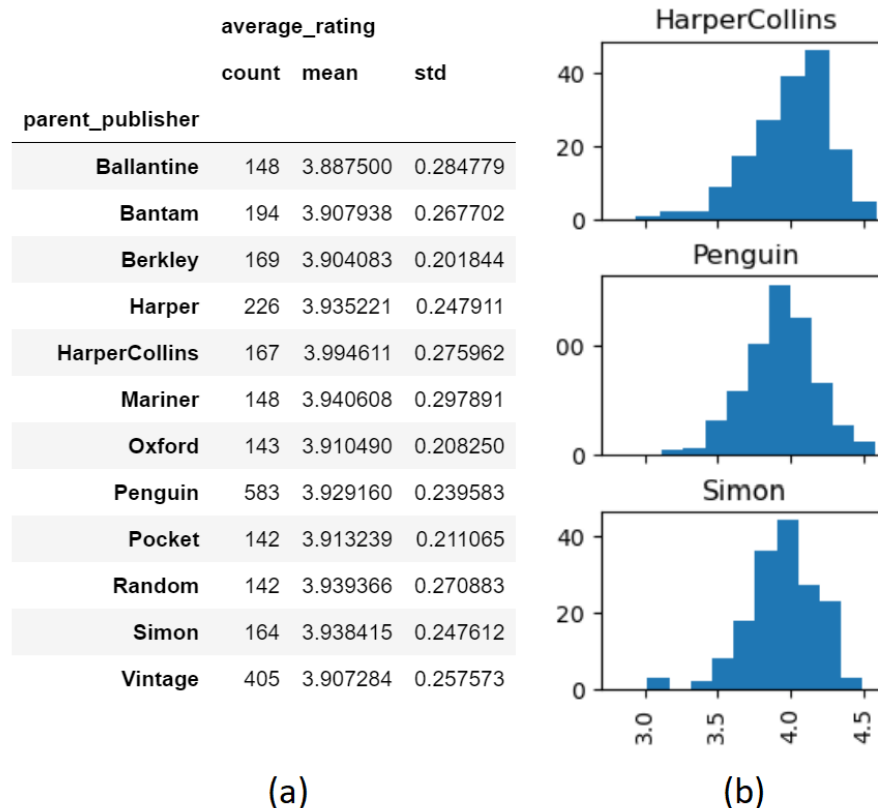 average_rating
count mean std
parent_publisher
Ballantine 148 3.887500 0.284779
Bantam 194 3.907938 0.267702
Berkley 169 3.904083 0.201844
Harper 226 3.935221 0.247911
HarperCollins 167 3.994611 0.275962
Mariner 148 3.940608 0.297891
Oxford 143 3.910490 0.208250
Penguin 583 3.929160 0.239583
Pocket 142 3.913239 0.211065
Random 142 3.939366 0.270883
Simon 164 3.938415 0.247612
Vintage 405 3.907284 0.257573
(a)
HarperCollins
40
20
0
Penguin
00
0
Simon
40
20
0
3.0 3.5 4.0 4.5
(b)